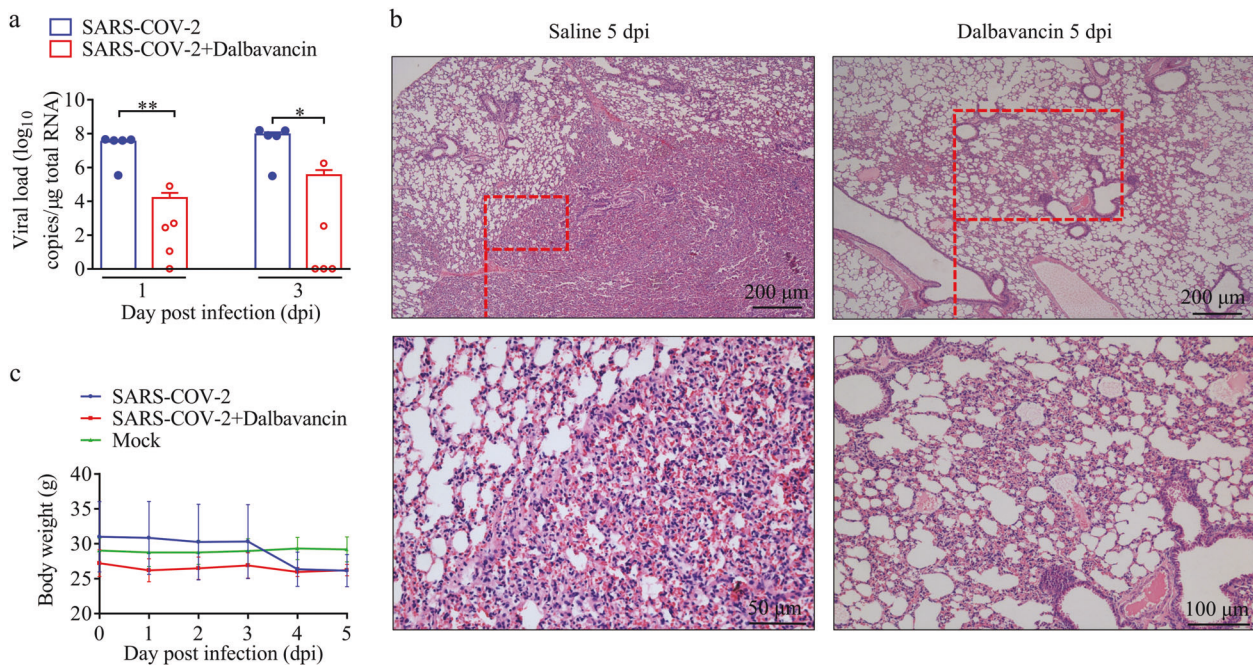 a
SARS-COV-2
SARS-COV-2+Dalbavancin
Viral load (log10
copies/μg total RNA)
10
8
6
4
2
0
**
*
1
3
Day post infection (dpi)
b
Saline 5 dpi
Dalbavancin 5 dpi
200 μm
200 μm
50 μm
100 μm
c
SARS-COV-2
SARS-COV-2+Dalbavancin
Mock
Body weight (g)
40
35
30
25
20
0
1
2
3
4
5
Day post infection (dpi)